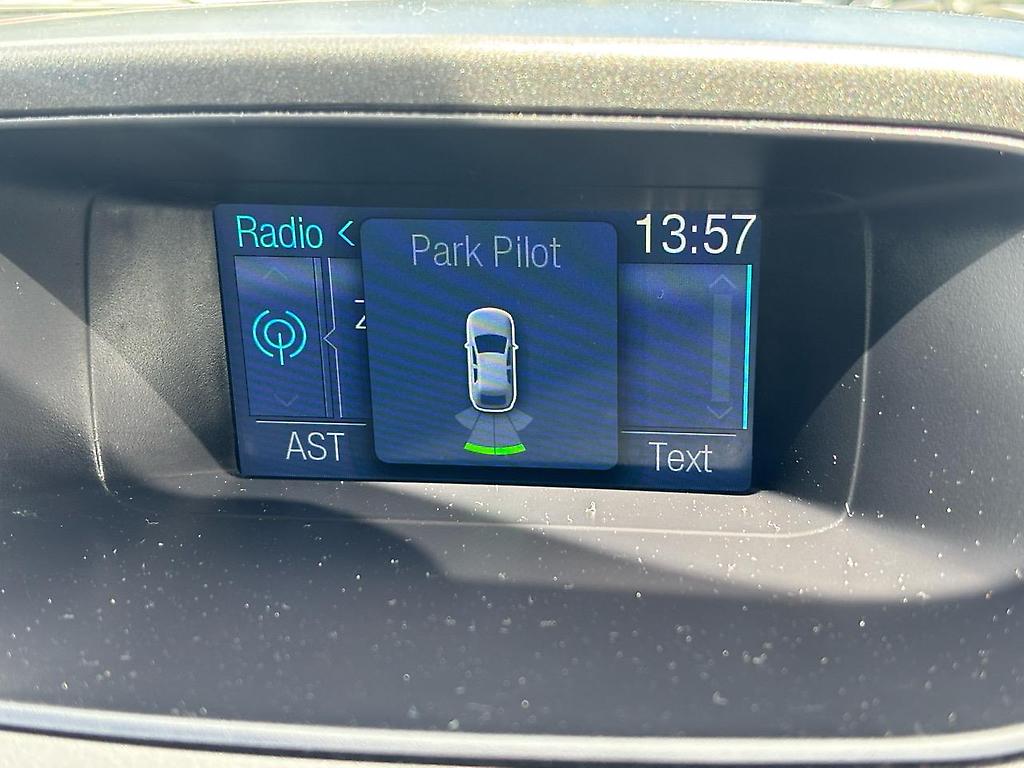 Radio <
13:57
Park Pilot
AST
Text